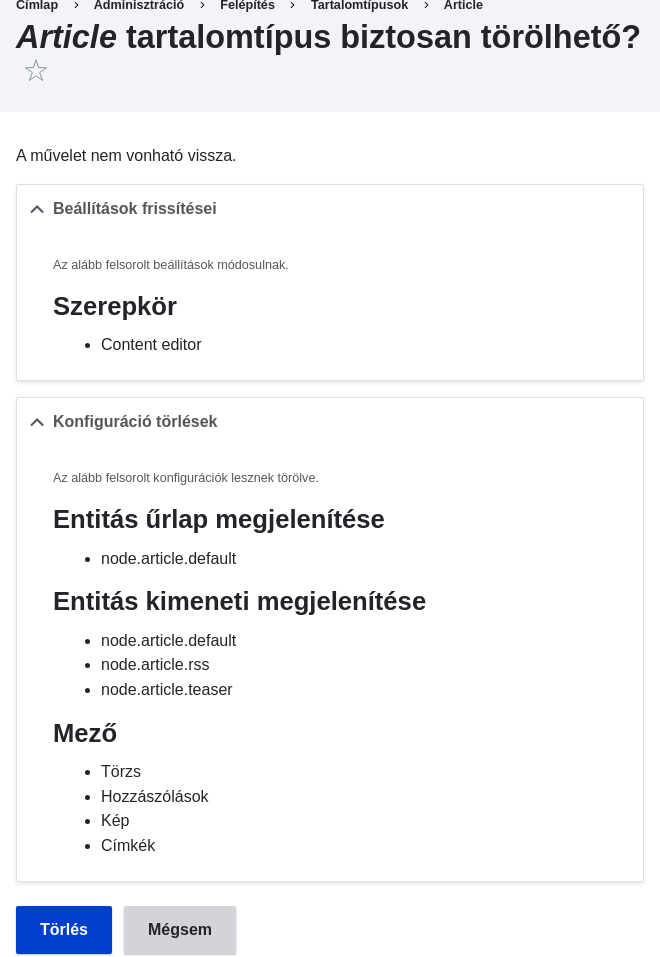 Címlap > Adminisztráció > Felépítés > Tartalomtípusok > Article
Article tartalomtípus biztosan törölhető?
A művelet nem vonható vissza.
Beállítások frissítései
Az alább felsorolt beállítások módosulnak.
Szerepkör
Content editor
Konfiguráció törlések
Az alább felsorolt konfigurációk lesznek törölve.
Entitás űrlap megjelenítése
node.article.default
Entitás kimeneti megjelenítése
node.article.default
node.article.rss
node.article.teaser
Mező
Törzs
Hozzászólások
Kép
Címkék
Törlés Mégsem